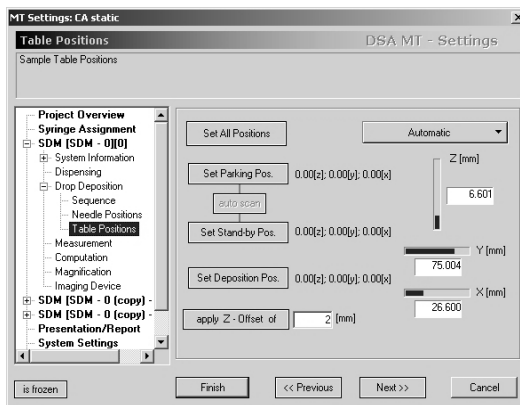 MT Settings: CA static
Table Positions
DSA MT - Settings
Sample Table Positions
Project Overview
Syringe Assignment
SDM [SDM - 0][0]
System Information
Dispensing
Drop Deposition
Sequence
Needle Positions
Table Positions
Measurement
Computation
Magnification
Imaging Device
SDM [SDM - 0 (copy) -
SDM [SDM - 0 (copy) -
Presentation/Report
System Settings
Set All Positions
Automatic
Set Parking Pos. 0.00[z]; 0.00[y]; 0.00[x]
auto scan
Set Stand-by Pos. 0.00[z]; 0.00[y]; 0.00[x]
Set Deposition Pos. 0.00[z]; 0.00[y]; 0.00[x]
apply Z - Offset of 2 [mm]
Z [mm]
6.601
Y [mm]
75.004
X [mm]
26.600
is frozen
Finish
<< Previous
Next >>
Cancel